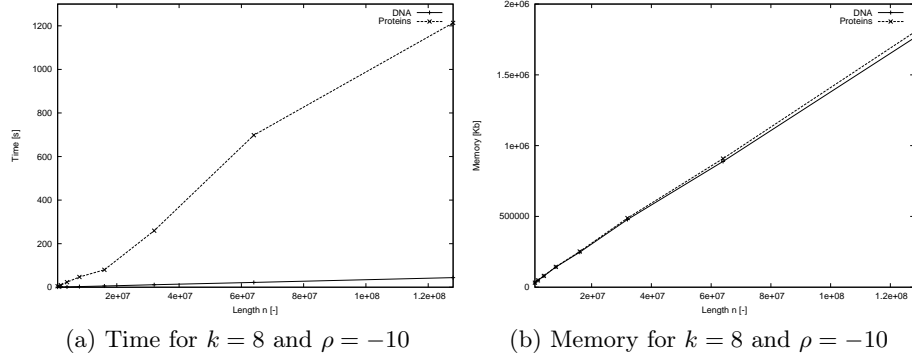 DNA
Proteins
1200
1000
800
600
400
200
0
Time [s]
2e+07 4e+07 6e+07 8e+07 1e+08 1.2e+08
Length n [-]
(a) Time for k = 8 and ρ = −10
DNA
Proteins
2e+06
1.5e+06
1e+06
500000
Memory [Kb]
2e+07 4e+07 6e+07 8e+07 1e+08 1.2e+08
Length n [-]
(b) Memory for k = 8 and ρ = −10